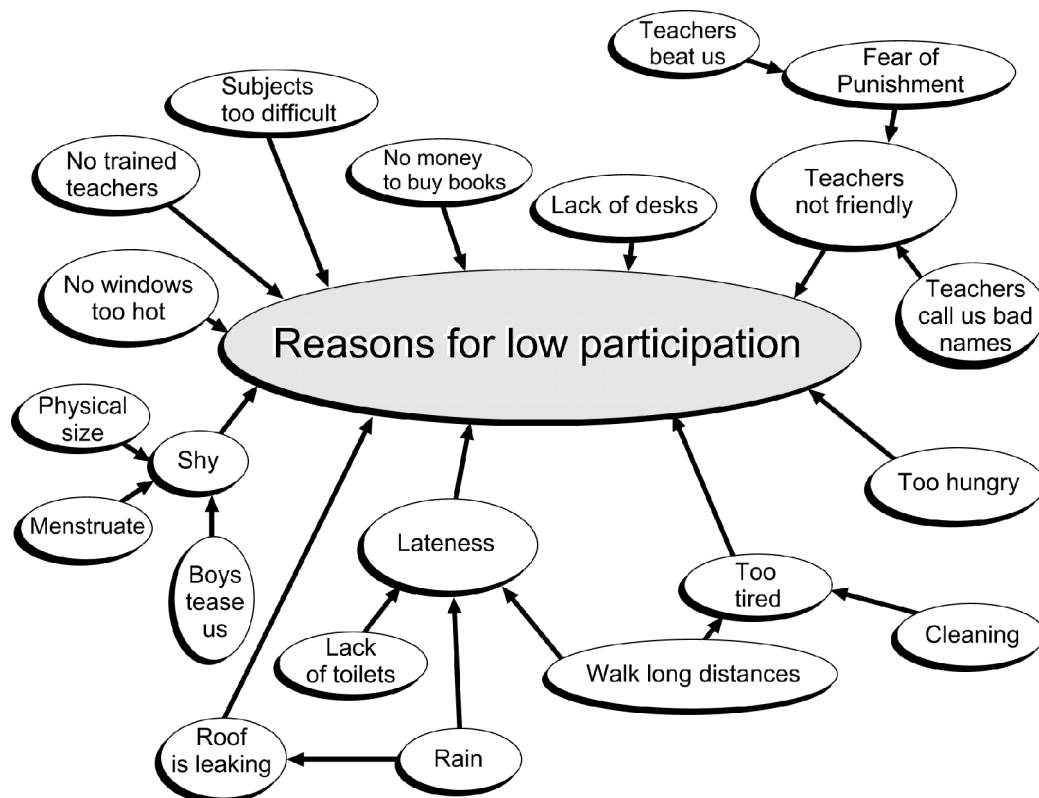 Teachers
beat us
Fear of
Punishment
Subjects
too difficult
No trained
teachers
No money
to buy books
Lack of desks
Teachers
not friendly
No windows
too hot
Teachers
call us bad
names
Reasons for low participation
Physical
size
Shy
Too hungry
Menstruate
Lateness
Boys
tease
us
Too
tired
Cleaning
Lack
of toilets
Walk long distances
Roof
is leaking
Rain